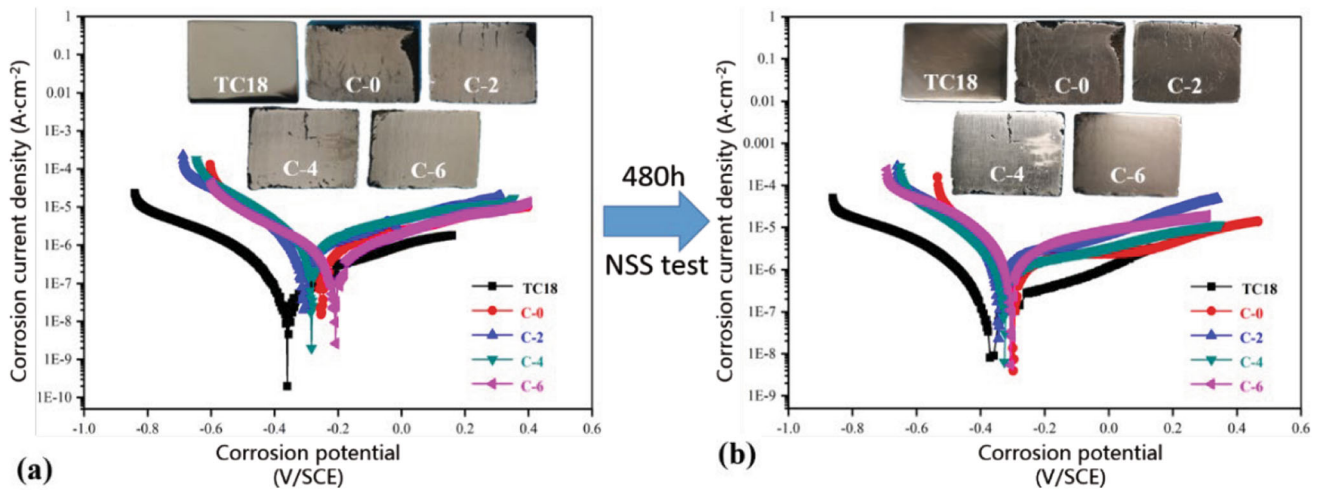 Corrosion current density (A·cm⁻²)
1
0.1
0.01
1E-3
1E-4
1E-5
1E-6
1E-7
1E-8
1E-9
1E-10
TC18
C-0
C-2
C-4
C-6
TC18
C-0
C-2
C-4
C-6
-1.0
-0.8
-0.6
-0.4
-0.2
0.0
0.2
0.4
0.6
Corrosion potential
(V/SCE)
(a)
480h
NSS test
Corrosion current density (A·cm⁻²)
1
0.1
0.01
0.001
1E-4
1E-5
1E-6
1E-7
1E-8
1E-9
TC18
C-0
C-2
C-4
C-6
TC18
C-0
C-2
C-4
C-6
-1.0
-0.8
-0.6
-0.4
-0.2
0.0
0.2
0.4
0.6
Corrosion potential
(V/SCE)
(b)